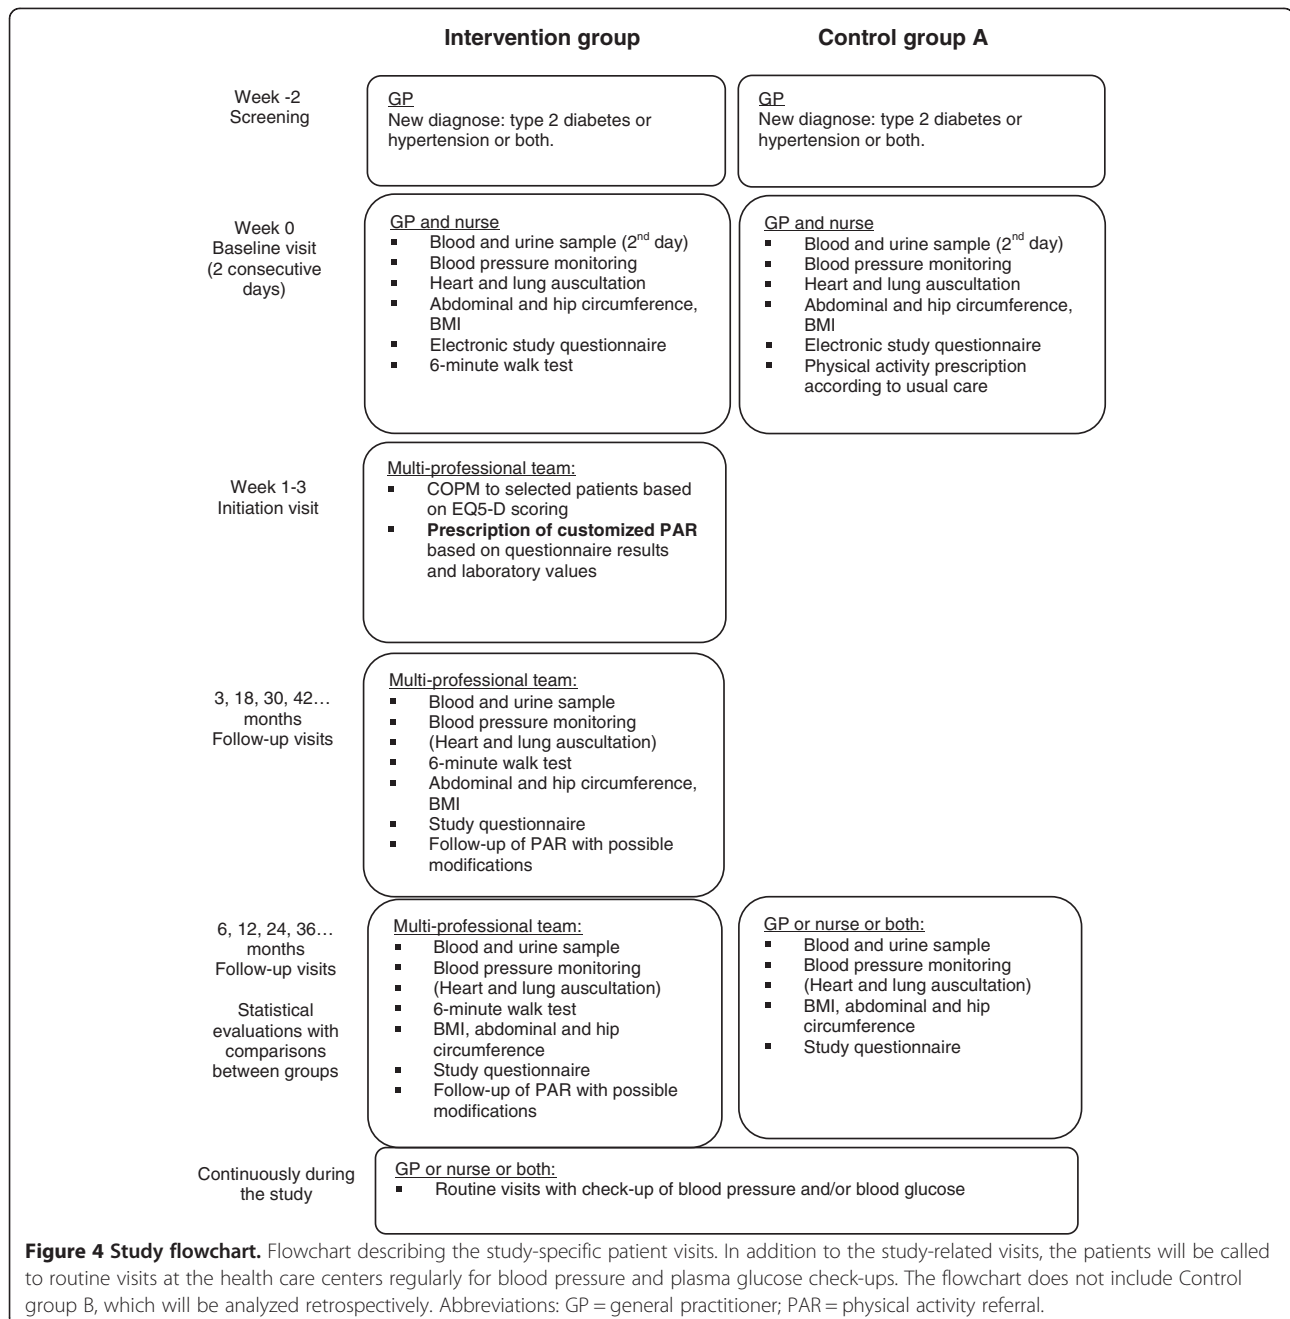 Intervention group
Control group A
Week -2
Screening
GP
New diagnose: type 2 diabetes or
hypertension or both.
GP
New diagnose: type 2 diabetes or
hypertension or both.
Week 0
Baseline visit
(2 consecutive
days)
GP and nurse
▪ Blood and urine sample (2nd day)
▪ Blood pressure monitoring
▪ Heart and lung auscultation
▪ Abdominal and hip circumference,
BMI
▪ Electronic study questionnaire
▪ 6-minute walk test
GP and nurse
▪ Blood and urine sample (2nd day)
▪ Blood pressure monitoring
▪ Heart and lung auscultation
▪ Abdominal and hip circumference,
BMI
▪ Electronic study questionnaire
▪ Physical activity prescription
according to usual care
Week 1-3
Initiation visit
Multi-professional team:
▪ COPM to selected patients based
on EQ5-D scoring
▪ Prescription of customized PAR
based on questionnaire results
and laboratory values
3, 18, 30, 42…
months
Follow-up visits
Multi-professional team:
▪ Blood and urine sample
▪ Blood pressure monitoring
▪ (Heart and lung auscultation)
▪ 6-minute walk test
▪ Abdominal and hip circumference,
BMI
▪ Study questionnaire
▪ Follow-up of PAR with possible
modifications
6, 12, 24, 36…
months
Follow-up visits
Statistical
evaluations with
comparisons
between groups
Multi-professional team:
▪ Blood and urine sample
▪ Blood pressure monitoring
▪ (Heart and lung auscultation)
▪ 6-minute walk test
▪ BMI, abdominal and hip
circumference
▪ Study questionnaire
▪ Follow-up of PAR with possible
modifications
GP or nurse or both:
▪ Blood and urine sample
▪ Blood pressure monitoring
▪ (Heart and lung auscultation)
▪ BMI, abdominal and hip
circumference
▪ Study questionnaire
Continuously during
the study
GP or nurse or both:
▪ Routine visits with check-up of blood pressure and/or blood glucose
Figure 4 Study flowchart. Flowchart describing the study-specific patient visits. In addition to the study-related visits, the patients will be called
to routine visits at the health care centers regularly for blood pressure and plasma glucose check-ups. The flowchart does not include Control
group B, which will be analyzed retrospectively. Abbreviations: GP = general practitioner; PAR = physical activity referral.